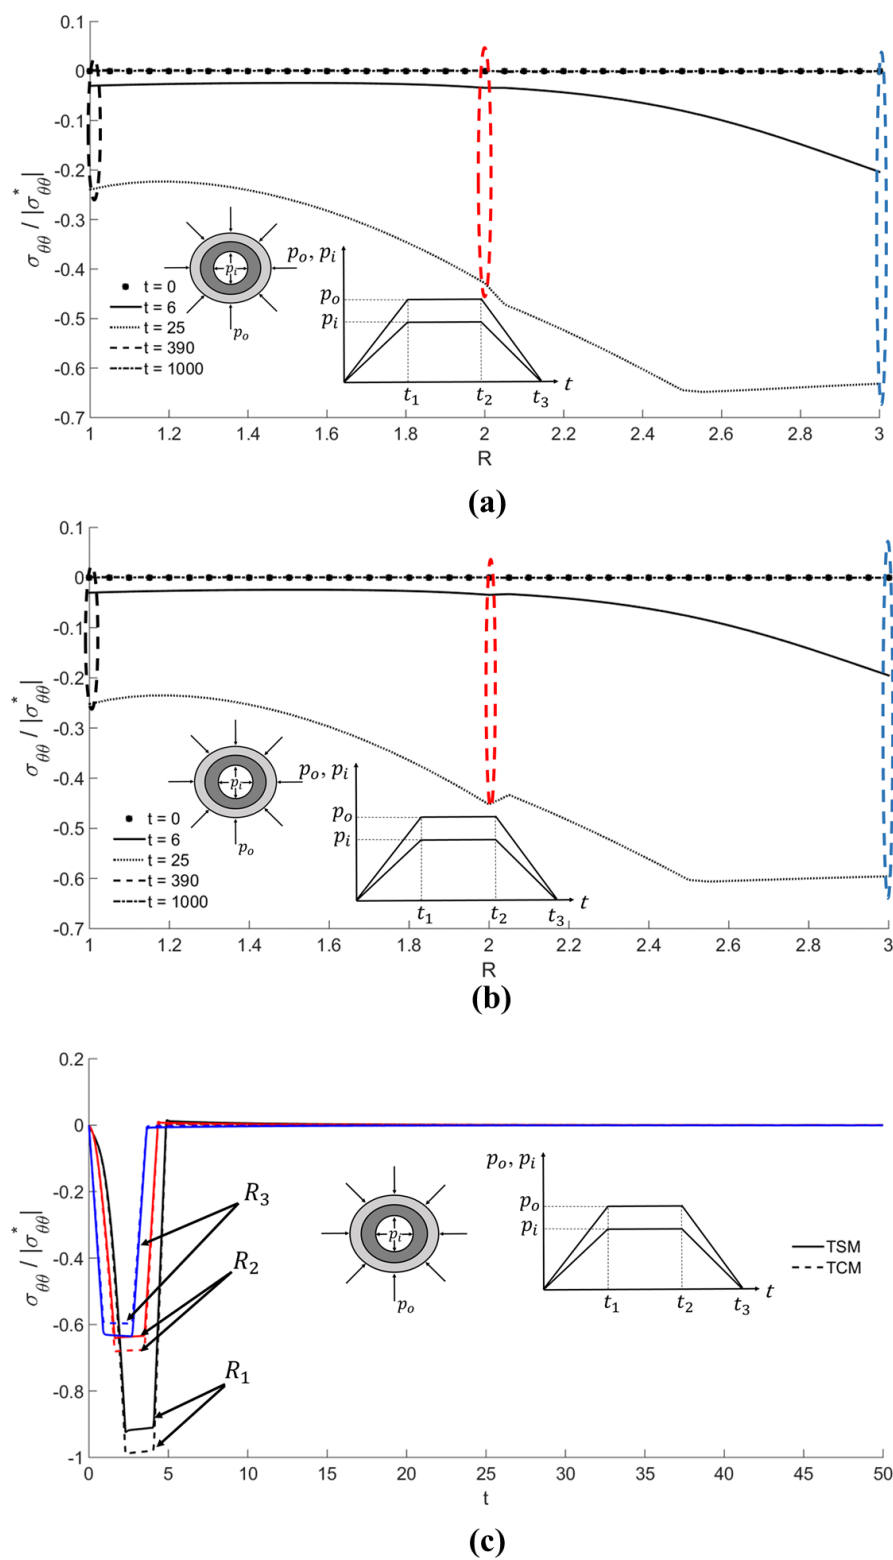 0.1
0
-0.1
-0.2
-0.3
-0.4
-0.5
-0.6
-0.7
σθθ / |σ*θθ|
t = 0
t = 6
t = 25
t = 390
t = 1000
pi
po
po, pi
po
pi
t1 t2 t3 t
1 1.2 1.4 1.6 1.8 2 2.2 2.4 2.6 2.8 3
R
(a)
0.1
0
-0.1
-0.2
-0.3
-0.4
-0.5
-0.6
-0.7
σθθ / |σ*θθ|
t = 0
t = 6
t = 25
t = 390
t = 1000
pi
po
po, pi
po
pi
t1 t2 t3 t
1 1.2 1.4 1.6 1.8 2 2.2 2.4 2.6 2.8 3
R
(b)
0.2
0
-0.2
-0.4
-0.6
-0.8
-1
σθθ / |σ*θθ|
R3
R2
R1
pi
po
po, pi
po
pi
t1 t2 t3 t
TSM
TCM
0 5 10 15 20 25 30 35 40 45 50
t
(c)